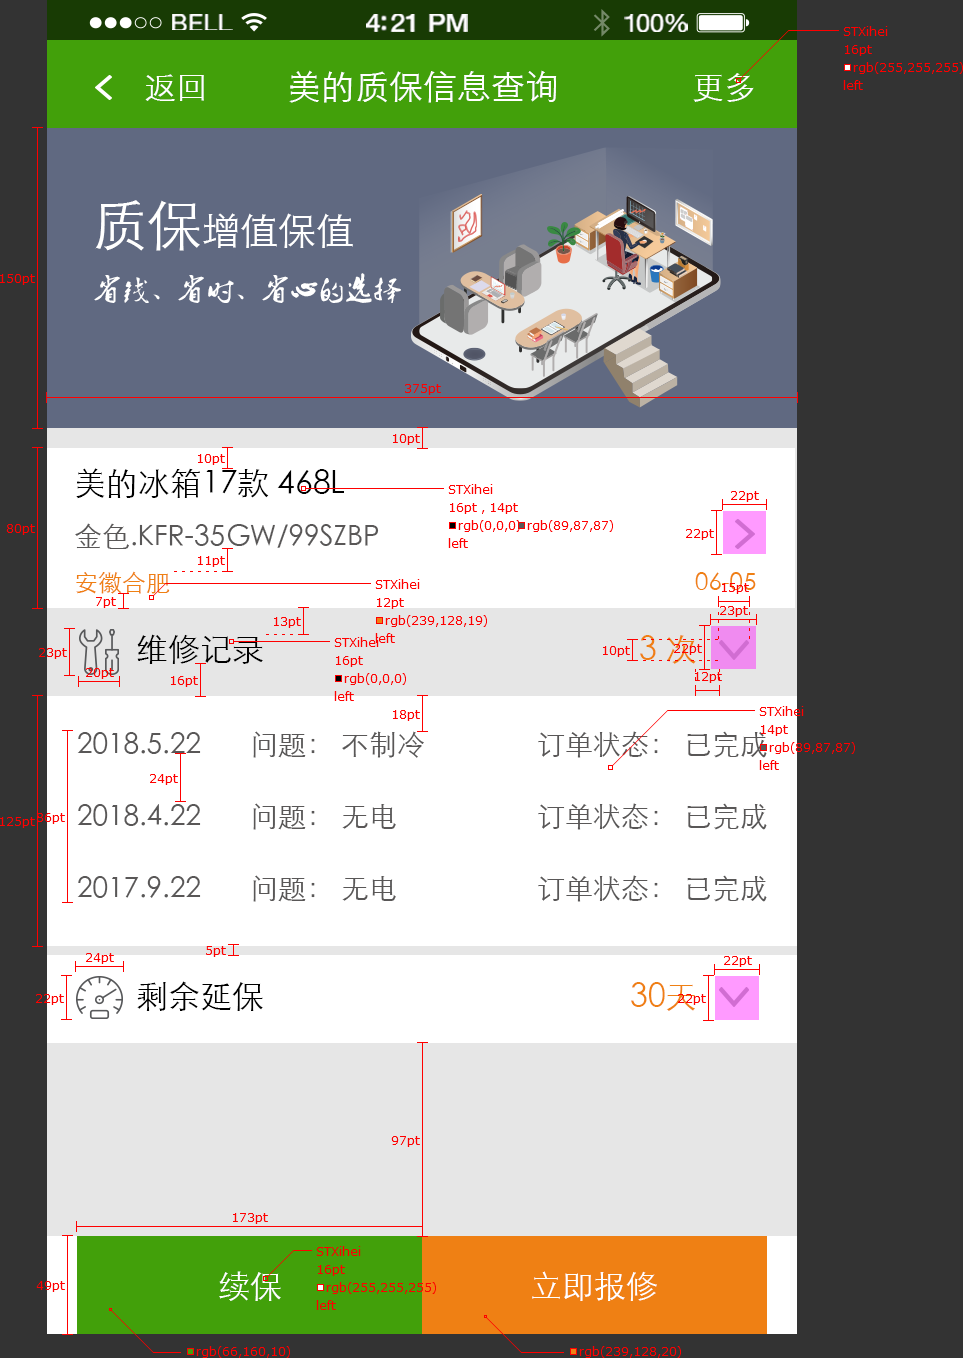 BELL 4:21 PM 100%
返回 美的质保信息查询 更多
STXihei
16pt
rgb(255,255,255)
left
质保增值保值
省钱、省时、省心的选择
150pt
375pt
10pt
10pt
美的冰箱17款 468L
STXihei
16pt , 14pt
rgb(0,0,0) rgb(89,87,87)
left
22pt
22pt
80pt
金色.KFR-35GW/99SZBP
11pt
安徽合肥 06.05
7pt
STXihei
12pt
rgb(239,128,19)
left
15pt
23pt
13pt
维修记录 3 次
STXihei
16pt
rgb(0,0,0)
left
10pt
22pt
23pt
20pt
16pt
12pt
18pt
STXihei
14pt
rgb(89,87,87)
left
2018.5.22 问题： 不制冷 订单状态： 已完成
24pt
2018.4.22 问题： 无电 订单状态： 已完成
125pt
86pt
2017.9.22 问题： 无电 订单状态： 已完成
5pt
24pt
22pt
22pt
剩余延保 30天
22pt
97pt
173pt
49pt
续保 立即报修
STXihei
16pt
rgb(255,255,255)
left
rgb(66,160,10) rgb(239,128,20)